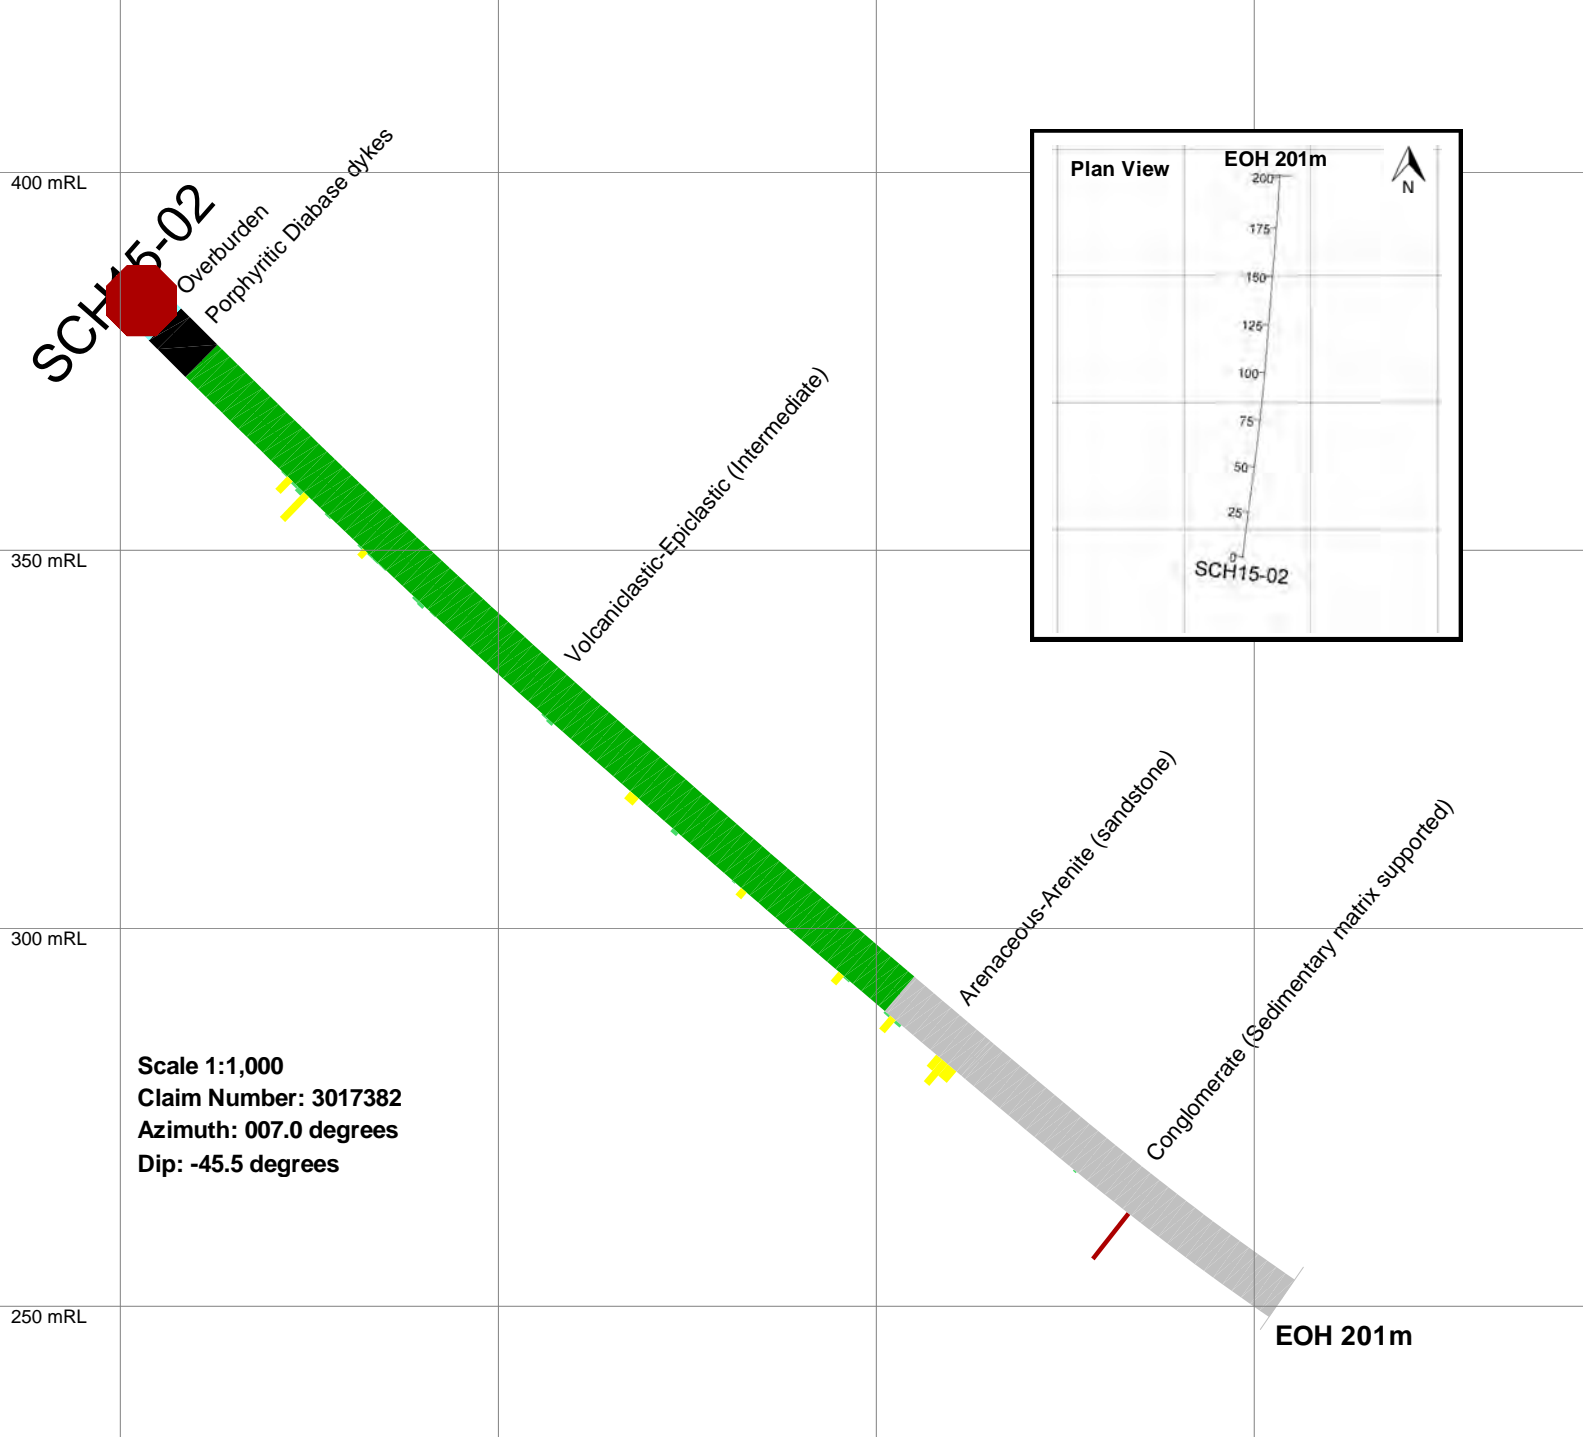 400 mRL
SCH15-02
Overburden
Porphyritic Diabase dykes
Plan View
EOH 201m
N
200
175
150
125
100
75
50
25
0
SCH15-02
350 mRL
Volcaniclastic-Epiclastic (Intermediate)
300 mRL
Arenaceous-Arenite (sandstone)
Conglomerate (Sedimentary matrix supported)
Scale 1:1,000
Claim Number: 3017382
Azimuth: 007.0 degrees
Dip: -45.5 degrees
250 mRL
EOH 201m